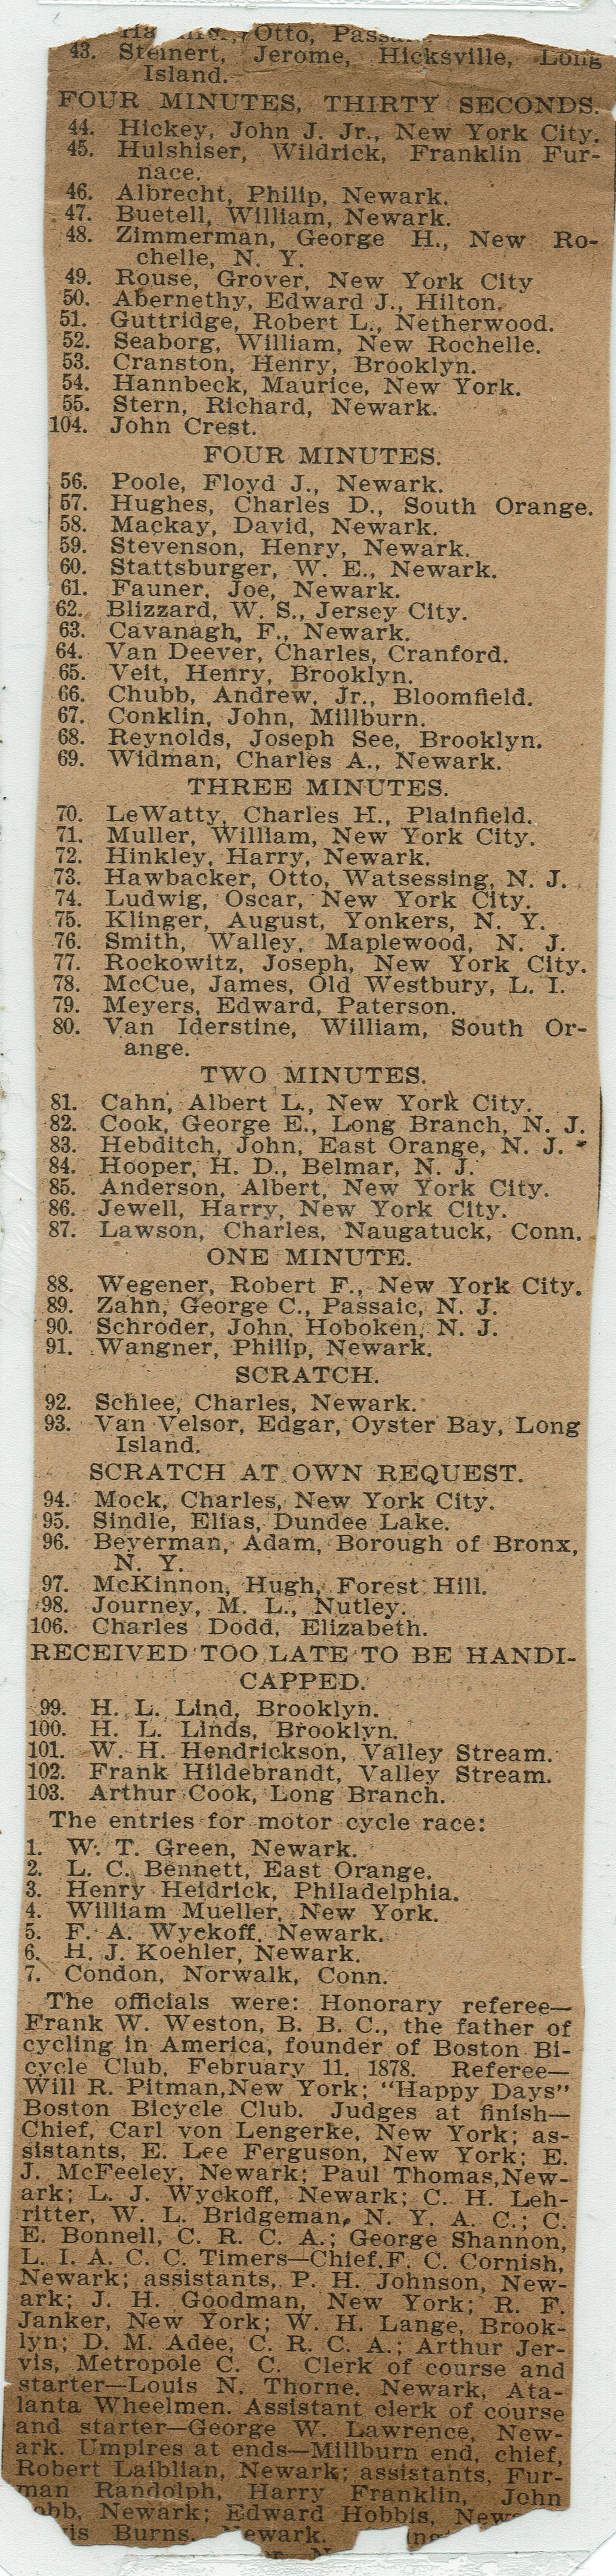 Otto,
43. Steinert, Jerome, Hicksville, Long
Island.
FOUR MINUTES, THIRTY SECONDS.
44. Hickey, John J. Jr., New York City.
45. Hulshiser, Wildrick, Franklin Fur-
nace.
46. Albrecht, Philip, Newark.
47. Buetell, William, Newark.
48. Zimmerman, George H., New Ro-
chelle, N. Y.
49. Rouse, Grover, New York City
50. Abernethy, Edward J., Hilton.
51. Guttridge, Robert L., Netherwood.
52. Seaborg, William, New Rochelle.
53. Cranston, Henry, Brooklyn.
54. Hannbeck, Maurice, New York.
55. Stern, Richard, Newark.
104. John Crest.
FOUR MINUTES.
56. Poole, Floyd J., Newark.
57. Hughes, Charles D., South Orange.
58. Mackay, David, Newark.
59. Stevenson, Henry, Newark.
60. Stattsburger, W. E., Newark.
61. Fauner, Joe, Newark.
62. Blizzard, W. S., Jersey City.
63. Cavanagh, F., Newark.
64. Van Deever, Charles, Cranford.
65. Veit, Henry, Brooklyn.
66. Chubb, Andrew, Jr., Bloomfield.
67. Conklin, John, Millburn.
68. Reynolds, Joseph See, Brooklyn.
69. Widman, Charles A., Newark.
THREE MINUTES.
70. LeWatty, Charles H., Plainfield.
71. Muller, William, New York City.
72. Hinkley, Harry, Newark.
73. Hawbacker, Otto, Watsessing, N. J.
74. Ludwig, Oscar, New York City.
75. Klinger, August, Yonkers, N. Y.
76. Smith, Walley, Maplewood, N. J.
77. Rockowitz, Joseph, New York City.
78. McCue, James, Old Westbury, L. I.
79. Meyers, Edward, Paterson.
80. Van Iderstine, William, South Or-
ange.
TWO MINUTES.
81. Cahn, Albert L., New York City.
82. Cook, George E., Long Branch, N. J.
83. Hebditch, John, East Orange, N. J.
84. Hooper, H. D., Belmar, N. J.
85. Anderson, Albert, New York City.
86. Jewell, Harry, New York City.
87. Lawson, Charles, Naugatuck, Conn.
ONE MINUTE.
88. Wegener, Robert F., New York City.
89. Zahn, George C., Passaic, N. J.
90. Schroder, John, Hoboken, N. J.
91. Wangner, Philip, Newark.
SCRATCH.
92. Schlee, Charles, Newark.
93. Van Velsor, Edgar, Oyster Bay, Long
Island.
SCRATCH AT OWN REQUEST.
94. Mock, Charles, New York City.
95. Sindle, Elias, Dundee Lake.
96. Beyerman, Adam, Borough of Bronx,
N. Y.
97. McKinnon, Hugh, Forest Hill.
98. Journey, M. L., Nutley.
106. Charles Dodd, Elizabeth.
RECEIVED TOO LATE TO BE HANDI-
CAPPED.
99. H. L. Lind, Brooklyn.
100. H. L. Linds, Brooklyn.
101. W. H. Hendrickson, Valley Stream.
102. Frank Hildebrandt, Valley Stream.
103. Arthur Cook, Long Branch.
The entries for motor cycle race:
1. W. T. Green, Newark.
2. L. C. Bennett, East Orange.
3. Henry Heidrick, Philadelphia.
4. William Mueller, New York.
5. F. A. Wyckoff, Newark.
6. H. J. Koehler, Newark.
7. Condon, Norwalk, Conn.
The officials were: Honorary referee—
Frank W. Weston, B. B. C., the father of
cycling in America, founder of Boston Bi-
cycle Club, February 11, 1878. Referee—
Will R. Pitman,New York; "Happy Days"
Boston Bicycle Club. Judges at finish—
Chief, Carl von Lengerke, New York; as-
sistants, E. Lee Ferguson, New York; E.
J. McFeeley, Newark; Paul Thomas,New-
ark; L. J. Wyckoff, Newark; C. H. Leh-
ritter, W. L. Bridgeman, N. Y. A. C.; C.
E. Bonnell, C. R. C. A.; George Shannon,
L. I. A. C. C. Timers—Chief,F. C. Cornish,
Newark; assistants, P. H. Johnson, New-
ark; J. H. Goodman, New York; R. F.
Janker, New York; W. H. Lange, Brook-
lyn; D. M. Adee, C. R. C. A.; Arthur Jer-
vis, Metropole C. C. Clerk of course and
starter—Louis N. Thorne, Newark, Ata-
lanta Wheelmen. Assistant clerk of course
and starter—George W. Lawrence, New-
ark. Umpires at ends—Millburn end, chief,
Robert Laiblian, Newark; assistants, Fur-
man Randolph, Harry Franklin, John
Newark; Edward Hobbis,
Burns,